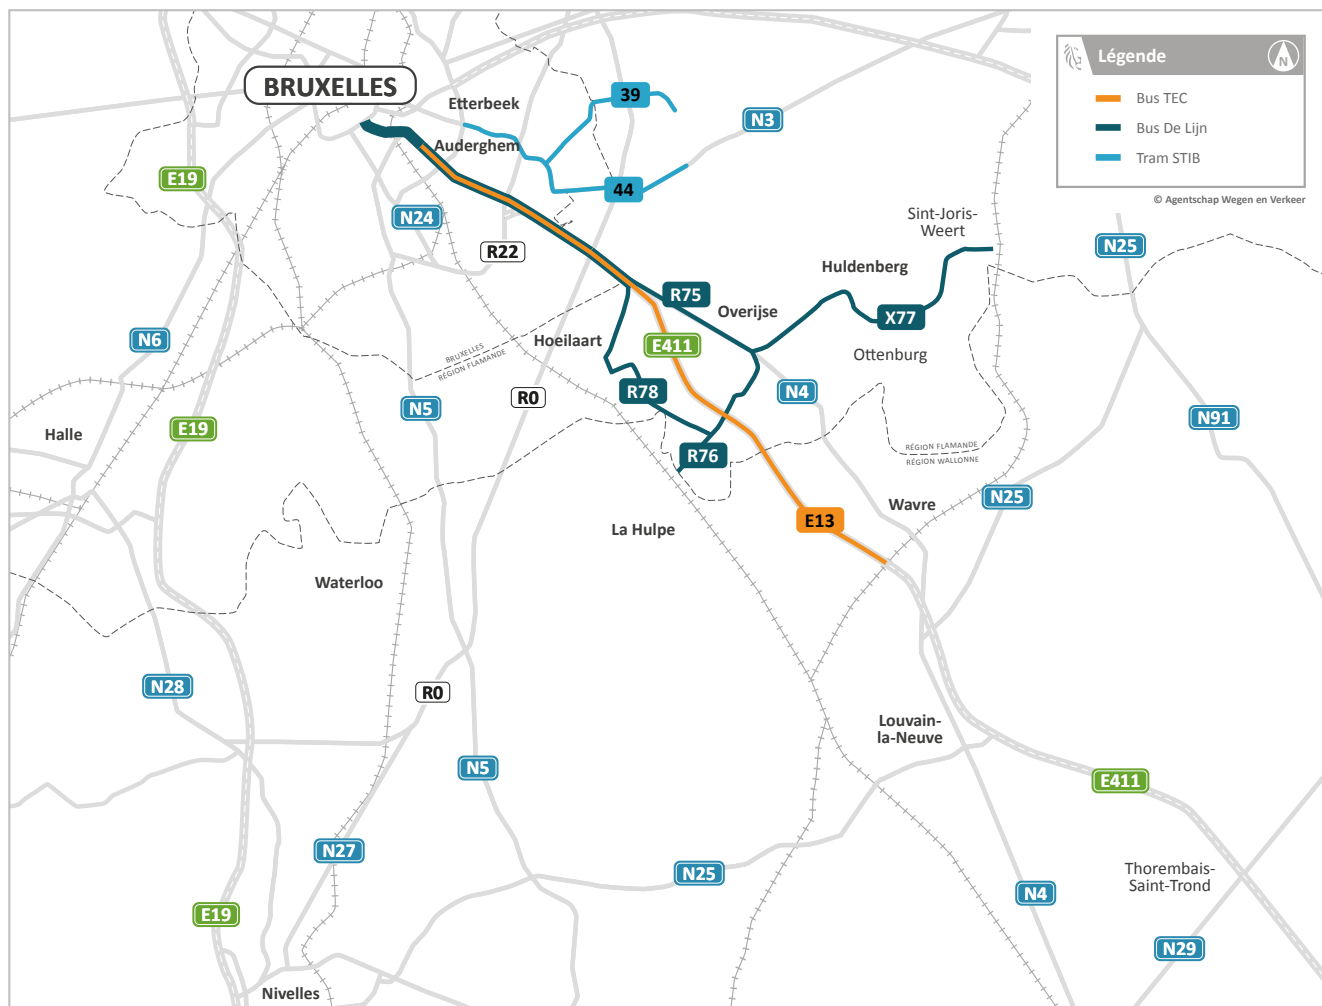 BRUXELLES
Etterbeek
39
N3
Légende
N
Bus TEC
Bus De Lijn
Tram STIB
© Agentschap Wegen en Verkeer
Auderghem
E19
44
N24
R22
Sint-Joris-
Weert
N25
Huldenberg
R75
Overijse
X77
N6
Hoeilaart
E411
Ottenburg
BRUXELLES
RÉGION FLAMANDE
R78
N4
R0
N5
N91
E19
Halle
RÉGION FLAMANDE
RÉGION WALLONNE
R76
N25
Wavre
E13
La Hulpe
Waterloo
N28
R0
Louvain-
la-Neuve
N5
E411
N27
N25
Thorembais-
Saint-Trond
N4
E19
N29
Nivelles